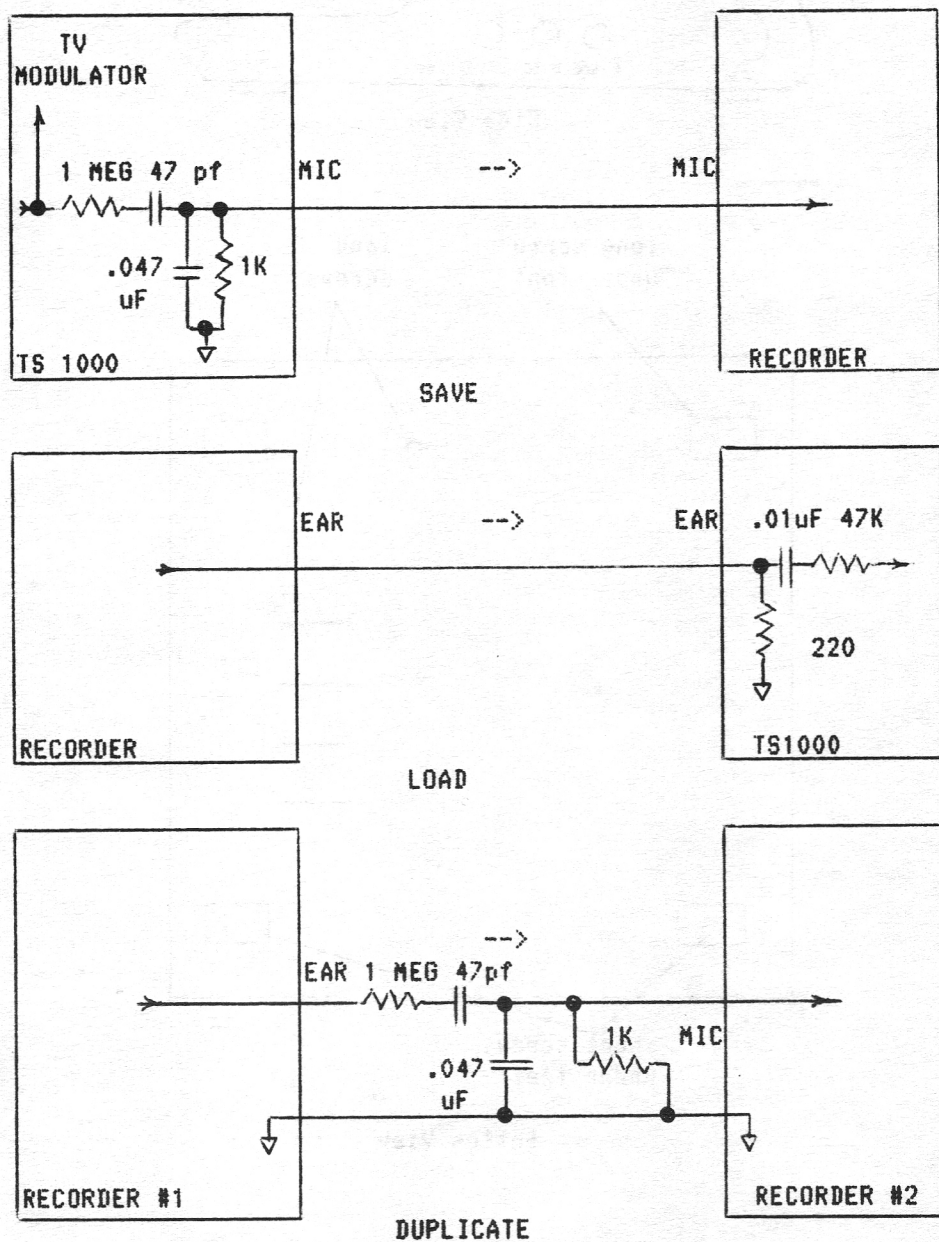 TV
MODULATOR
1 MEG 47 pf
MIC
-->
MIC
.047
uF
1K
TS 1000
RECORDER
SAVE
EAR
-->
EAR
.01uF 47K
220
RECORDER
TS1000
LOAD
-->
EAR 1 MEG 47pf
1K
MIC
.047
uF
RECORDER #1
RECORDER #2
DUPLICATE